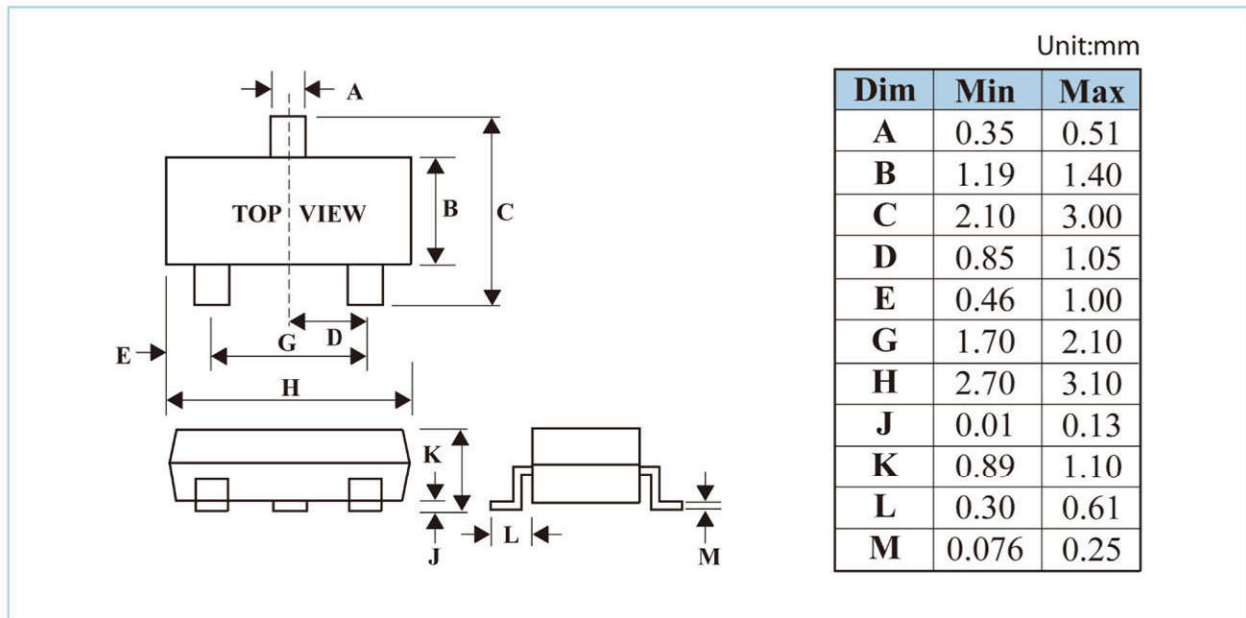 Unit:mm
A
TOP VIEW
B
C
D
G
E
H
K
J
L
M
Dim Min Max
A 0.35 0.51
B 1.19 1.40
C 2.10 3.00
D 0.85 1.05
E 0.46 1.00
G 1.70 2.10
H 2.70 3.10
J 0.01 0.13
K 0.89 1.10
L 0.30 0.61
M 0.076 0.25